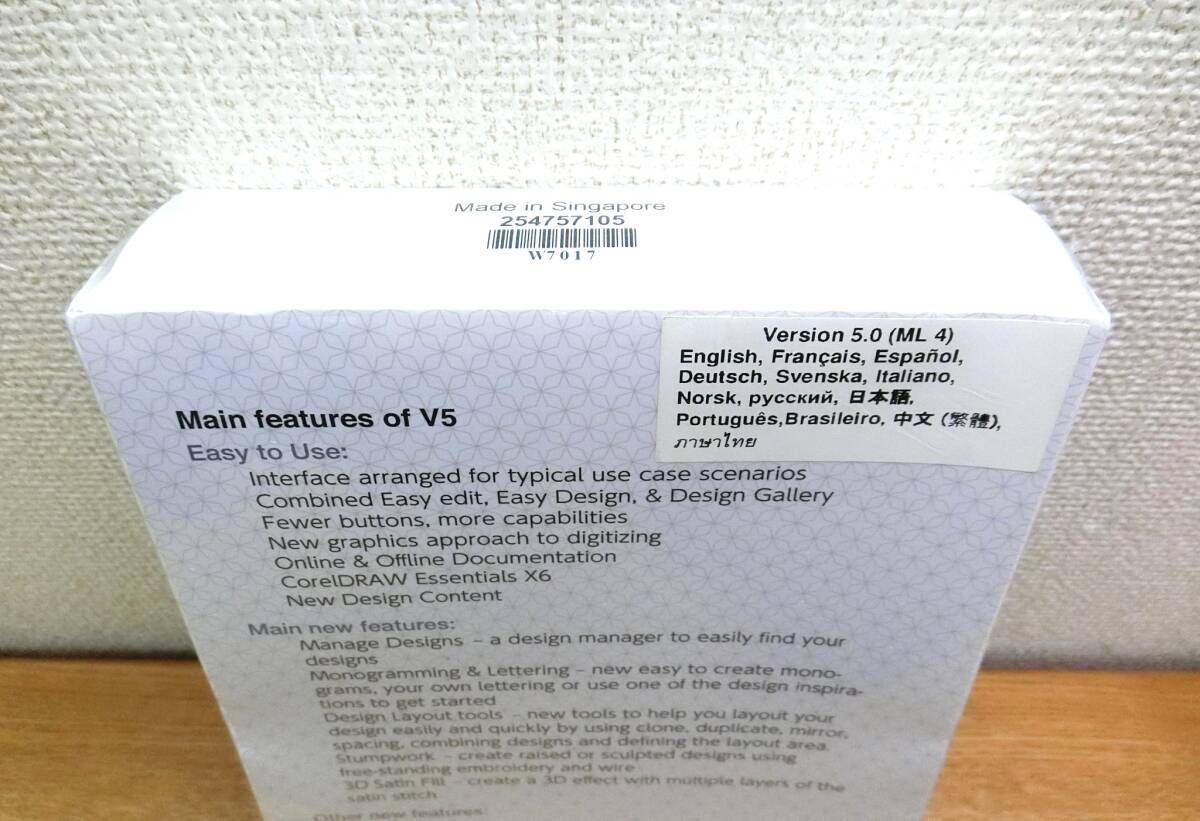 Made in Singapore
254757105
W7017
Version 5.0 (ML 4)
English, Français, Español,
Deutsch, Svenska, Italiano,
Norsk, русский, 日本語,
Português,Brasileiro, 中文 (繁體),
ภาษาไทย
Main features of V5
Easy to Use:
Interface arranged for typical use case scenarios
Combined Easy edit, Easy Design, & Design Gallery
Fewer buttons, more capabilities
New graphics approach to digitizing
Online & Offline Documentation
CorelDRAW Essentials X6
New Design Content
Main new features:
Manage Designs – a design manager to easily find your
designs
Monogramming & Lettering – new easy to create mono-
grams, your own lettering or use one of the design inspira-
tions to get started
Design Layout tools – new tools to help you layout your
design easily and quickly by using clone, duplicate, mirror,
spacing, combining designs and defining the layout area.
Stumpwork – create raised or sculpted designs using
free-standing embroidery and wire
3D Satin Fill – create a 3D effect with multiple layers of the
satin stitch
Other new features